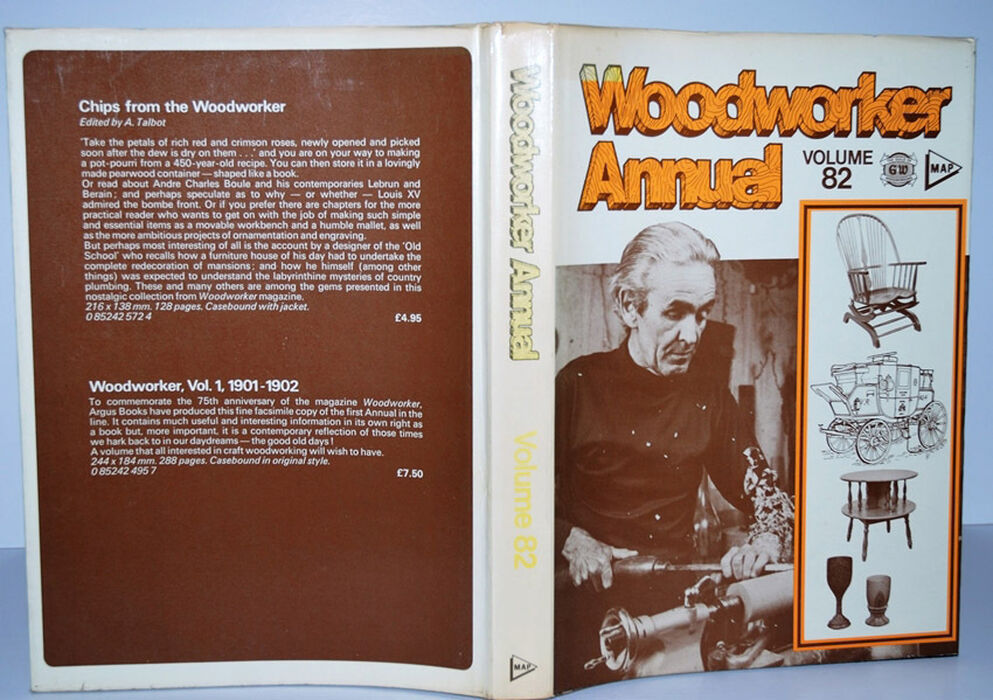 Chips from the Woodworker
Edited by A. Talbot
'Take the petals of rich red and crimson roses, newly opened and picked
soon after the dew is dry on them . . .' and you are on your way to making
a pot-pourri from a 450-year-old recipe. You can then store it in a lovingly
made pearwood container — shaped like a book.
Or read about Andre Charles Boule and his contemporaries Lebrun and
Berain; and perhaps speculate as to why — or whether — Louis XV
admired the bombe front. Or if you prefer there are chapters for the more
practical reader who wants to get on with the job of making such simple
and essential items as a movable workbench and a humble mallet, as well
as the more ambitious projects of ornamentation and engraving.
But perhaps most interesting of all is the account by a designer of the 'Old
School' who recalls how a furniture house of his day had to undertake the
complete redecoration of mansions; and how he himself (among other
things) was expected to understand the labyrinthine mysteries of country
plumbing. These and many others are among the gems presented in this
nostalgic collection from Woodworker magazine.
216 x 138 mm. 128 pages. Casebound with jacket.
0 85242 572 4 £4.95
Woodworker, Vol. 1, 1901-1902
To commemorate the 75th anniversary of the magazine Woodworker,
Argus Books have produced this fine facsimile copy of the first Annual in the
line. It contains much useful and interesting information in its own right as
a book but, more important, it is a contemporary reflection of those times
we hark back to in our daydreams — the good old days !
A volume that all interested in craft woodworking will wish to have.
244 x 184 mm. 288 pages. Casebound in original style.
0 85242 495 7 £7.50
Woodworker Annual Volume 82
MAP
Woodworker
Annual
VOLUME
82
GW
MAP